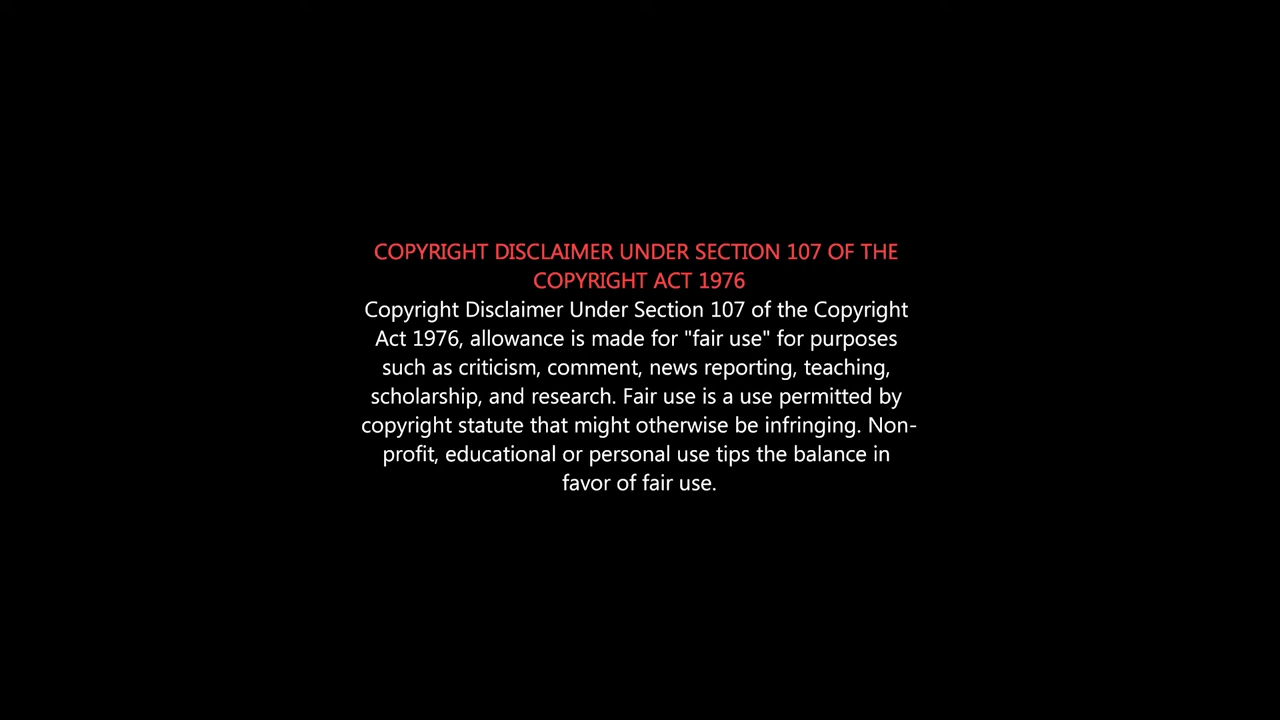 COPYRIGHT DISCLAIMER UNDER SECTION 107 OF THE
COPYRIGHT ACT 1976
Copyright Disclaimer Under Section 107 of the Copyright
Act 1976, allowance is made for "fair use" for purposes
such as criticism, comment, news reporting, teaching,
scholarship, and research. Fair use is a use permitted by
copyright statute that might otherwise be infringing. Non-
profit, educational or personal use tips the balance in
favor of fair use.